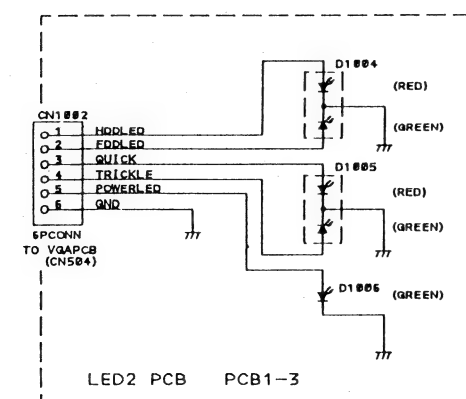 D1004
(RED)
(GREEN)
CN1002
1 HDDLED
2 FDDLED
3 QUICK
4 TRICKLE
5 POWERLED
6 GND
6PCONN
TO VGAPCB
(CN504)
D1005
(RED)
(GREEN)
D1006 (GREEN)
LED2 PCB PCB1-3